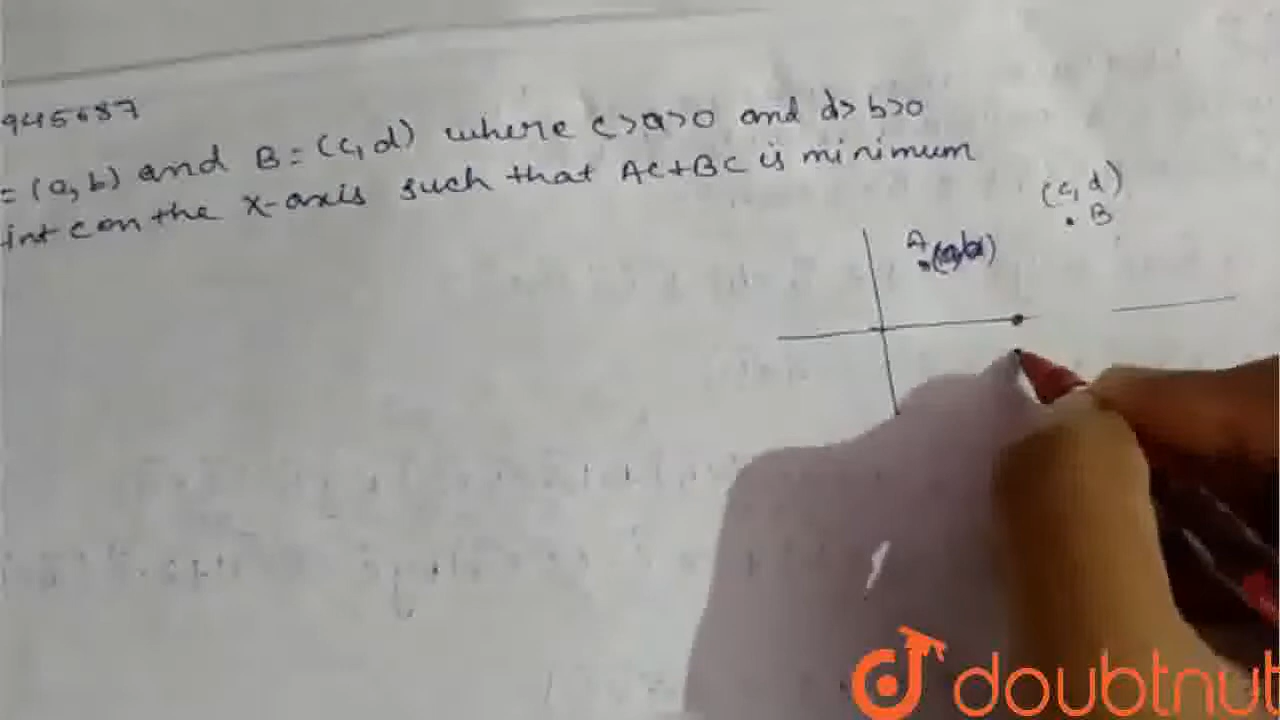 945687
= (a, b) and B = (c, d) where c>a>0 and d>b>0
int c on the x-axis such that AC+BC is minimum
(c, d)
B
A (a, b)
doubtnut